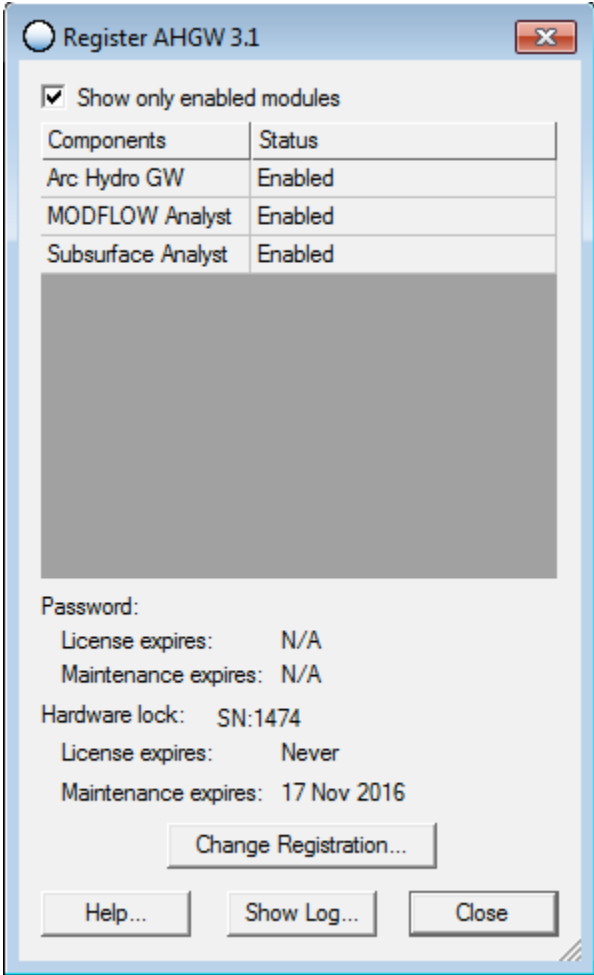 Register AHGW 3.1
Show only enabled modules
Components Status
Arc Hydro GW Enabled
MODFLOW Analyst Enabled
Subsurface Analyst Enabled
Password:
License expires: N/A
Maintenance expires: N/A
Hardware lock: SN:1474
License expires: Never
Maintenance expires: 17 Nov 2016
Change Registration...
Help... Show Log... Close